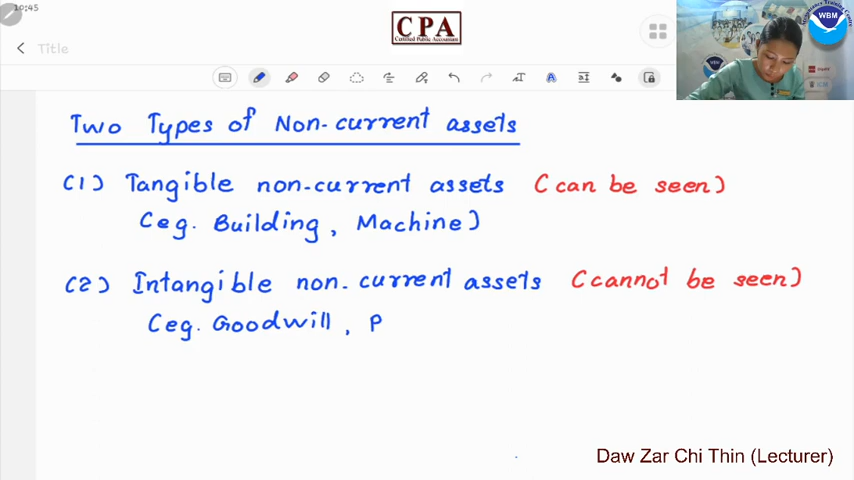 10:45
Title
CPA
Certified Public Accountant
WBM
Two Types of Non-current assets
(1) Tangible non-current assets (can be seen)
(eg. Building, Machine)
(2) Intangible non-current assets (cannot be seen)
(eg. Goodwill, P
Daw Zar Chi Thin (Lecturer)